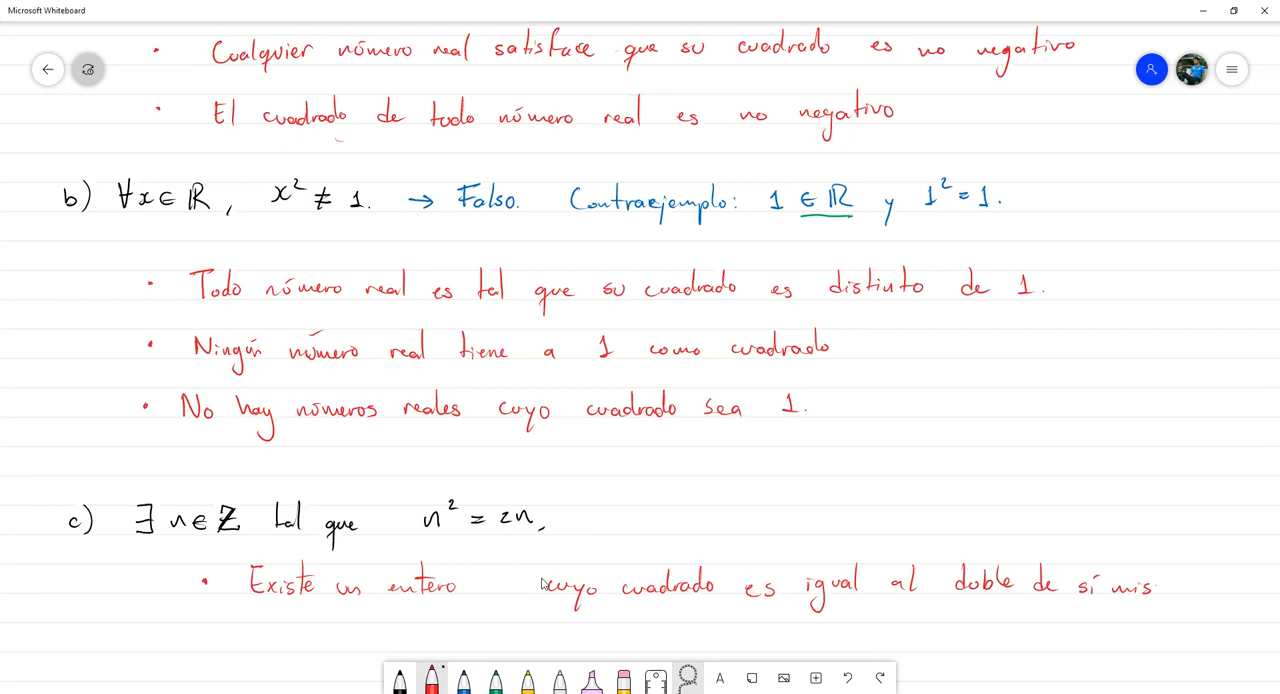 Microsoft Whiteboard
• Cualquier número real satisface que su cuadrado es no negativo
• El cuadrado de todo número real es no negativo
b) ∀x∈ℝ, x² ≠ 1. → Falso. Contraejemplo: 1 ∈ ℝ y 1² = 1.
• Todo número real es tal que su cuadrado es distinto de 1.
• Ningún número real tiene a 1 como cuadrado
• No hay números reales cuyo cuadrado sea 1.
c) ∃ n∈ℤ tal que n² = 2n,
• Existe un entero cuyo cuadrado es igual al doble de sí mis
A